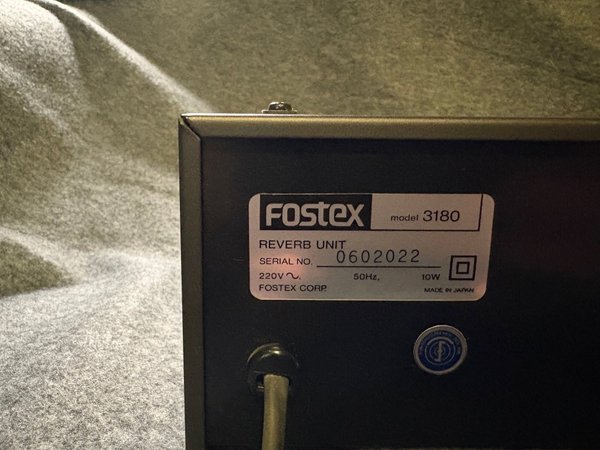 FOSTEX model 3180
REVERB UNIT
SERIAL NO. 0602022
220V ~. 50Hz, 10W
FOSTEX CORP. MADE IN JAPAN